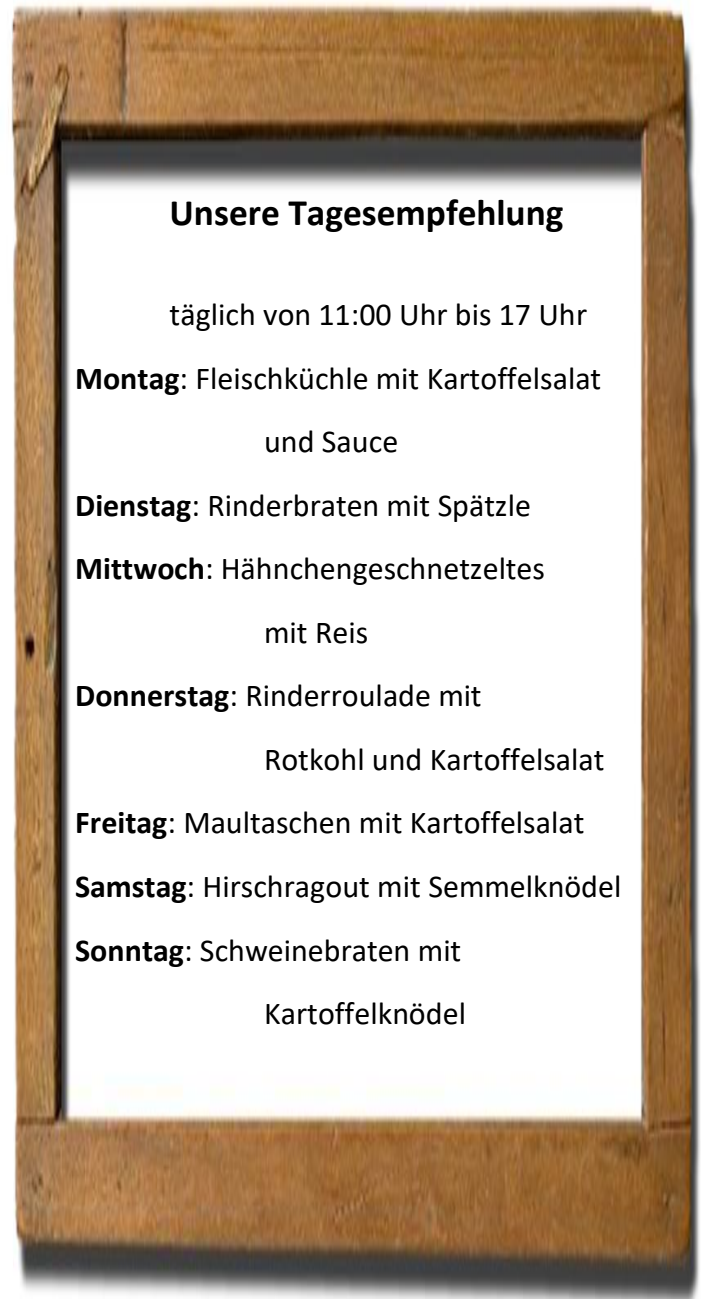 Unsere Tagesempfehlung
täglich von 11:00 Uhr bis 17 Uhr
Montag: Fleischküchle mit Kartoffelsalat
und Sauce
Dienstag: Rinderbraten mit Spätzle
Mittwoch: Hähnchengeschnetzeltes
mit Reis
Donnerstag: Rinderroulade mit
Rotkohl und Kartoffelsalat
Freitag: Maultaschen mit Kartoffelsalat
Samstag: Hirschragout mit Semmelknödel
Sonntag: Schweinebraten mit
Kartoffelknödel